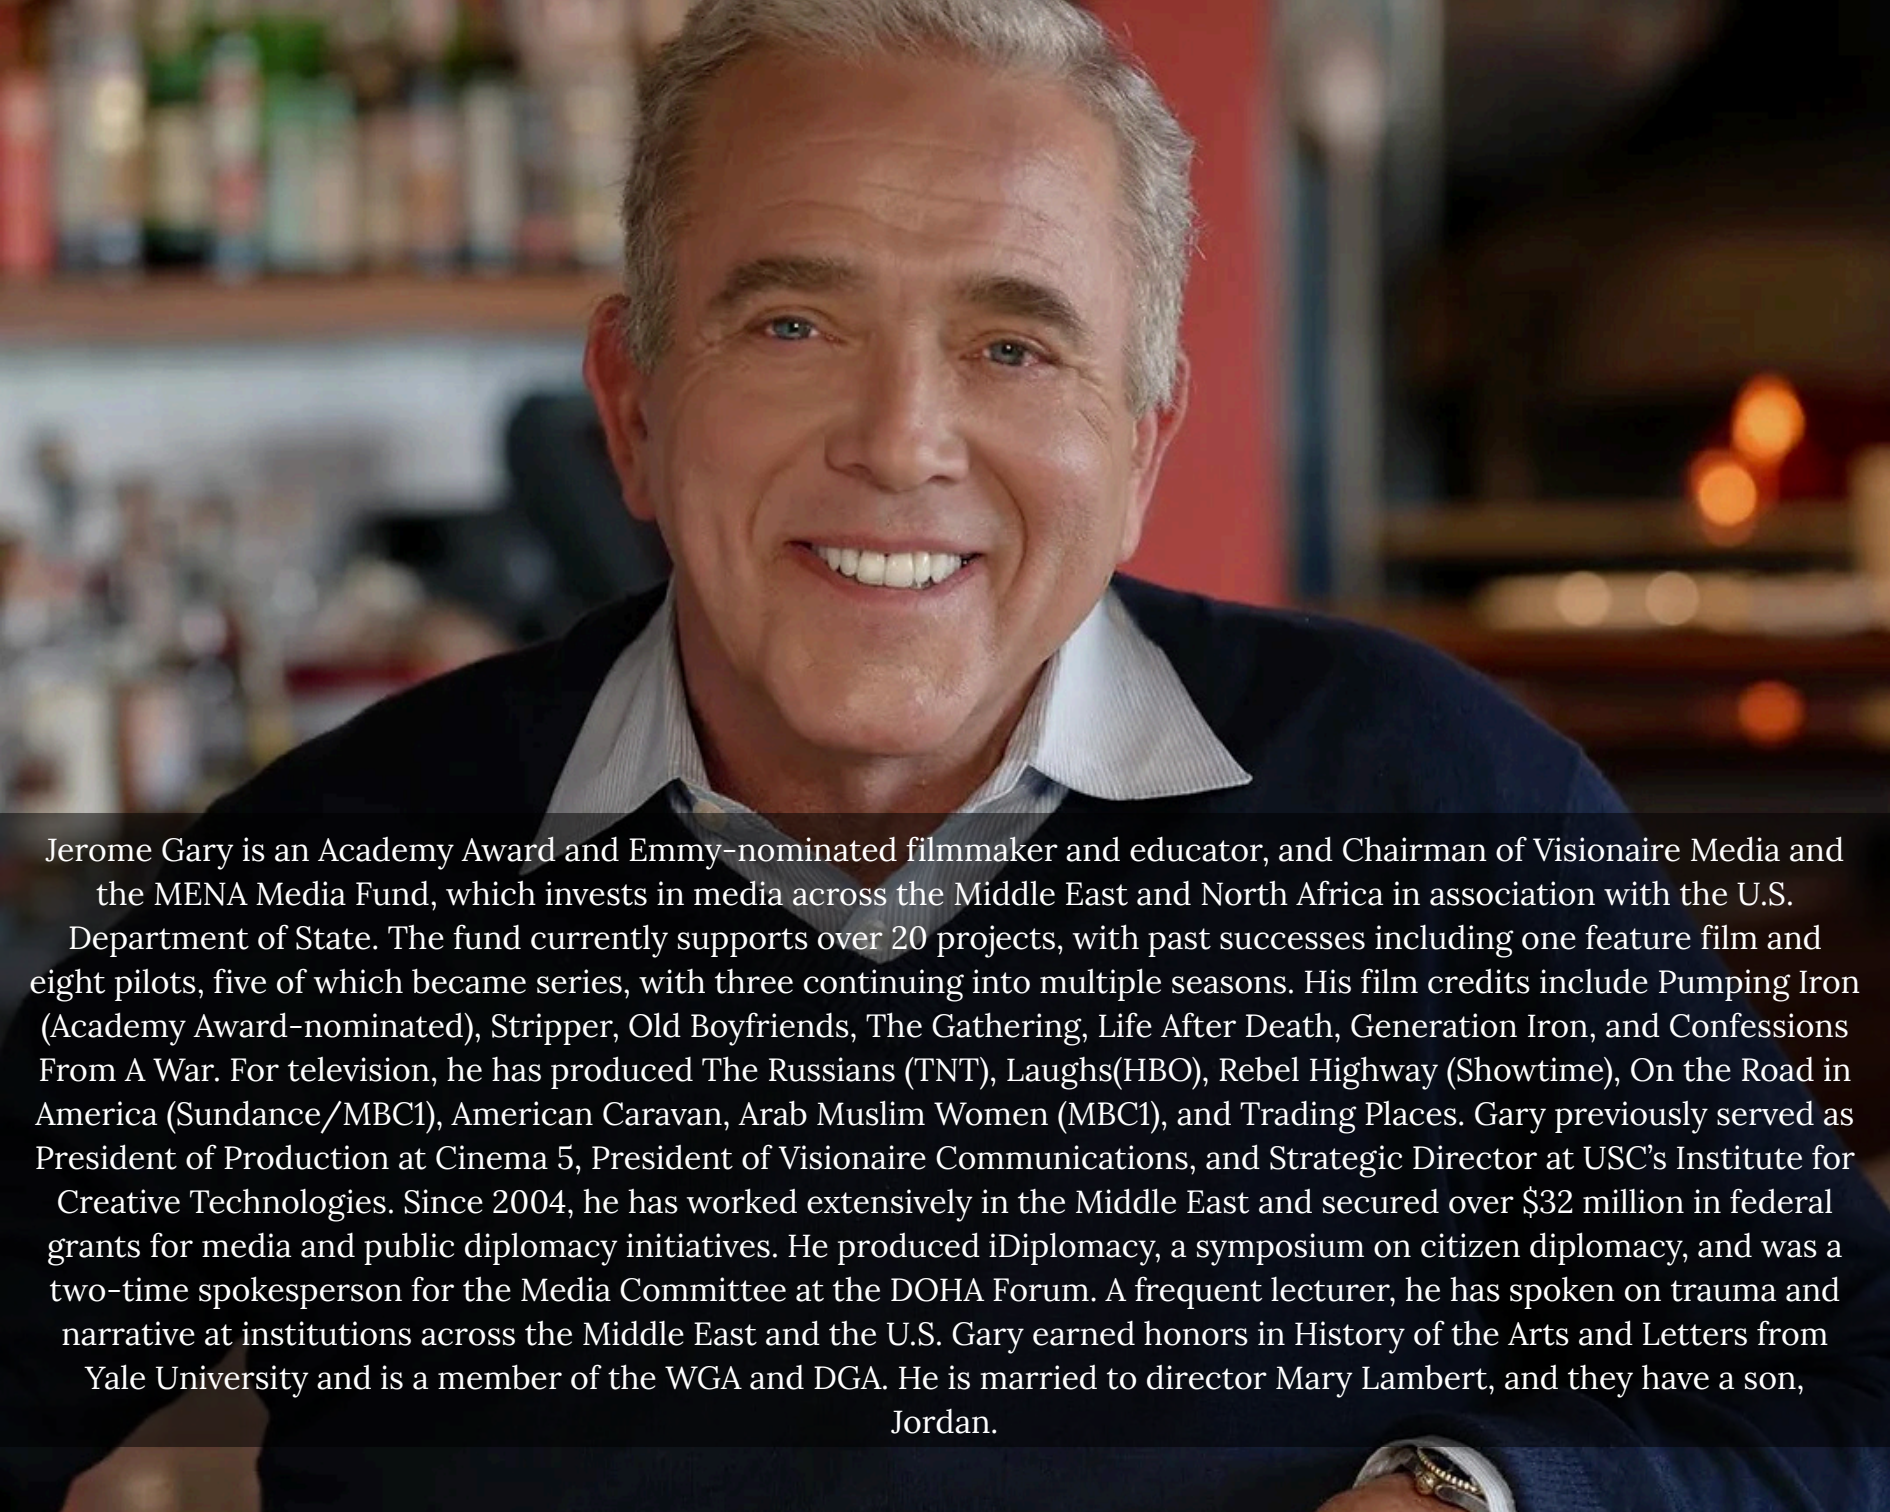 Jerome Gary is an Academy Award and Emmy-nominated filmmaker and educator, and Chairman of Visionaire Media and
the MENA Media Fund, which invests in media across the Middle East and North Africa in association with the U.S.
Department of State. The fund currently supports over 20 projects, with past successes including one feature film and
eight pilots, five of which became series, with three continuing into multiple seasons. His film credits include Pumping Iron
(Academy Award-nominated), Stripper, Old Boyfriends, The Gathering, Life After Death, Generation Iron, and Confessions
From A War. For television, he has produced The Russians (TNT), Laughs(HBO), Rebel Highway (Showtime), On the Road in
America (Sundance/MBC1), American Caravan, Arab Muslim Women (MBC1), and Trading Places. Gary previously served as
President of Production at Cinema 5, President of Visionaire Communications, and Strategic Director at USC’s Institute for
Creative Technologies. Since 2004, he has worked extensively in the Middle East and secured over $32 million in federal
grants for media and public diplomacy initiatives. He produced iDiplomacy, a symposium on citizen diplomacy, and was a
two-time spokesperson for the Media Committee at the DOHA Forum. A frequent lecturer, he has spoken on trauma and
narrative at institutions across the Middle East and the U.S. Gary earned honors in History of the Arts and Letters from
Yale University and is a member of the WGA and DGA. He is married to director Mary Lambert, and they have a son,
Jordan.